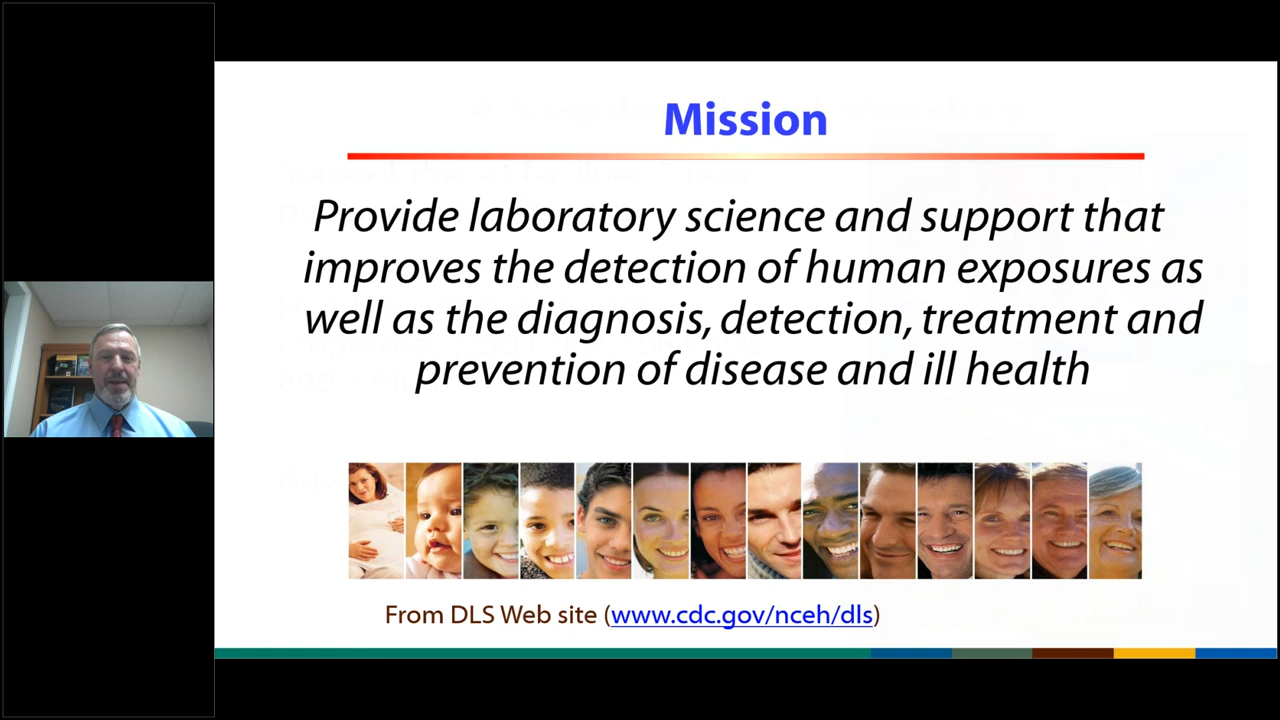 Mission
Provide laboratory science and support that
improves the detection of human exposures as
well as the diagnosis, detection, treatment and
prevention of disease and ill health
From DLS Web site (www.cdc.gov/nceh/dls)